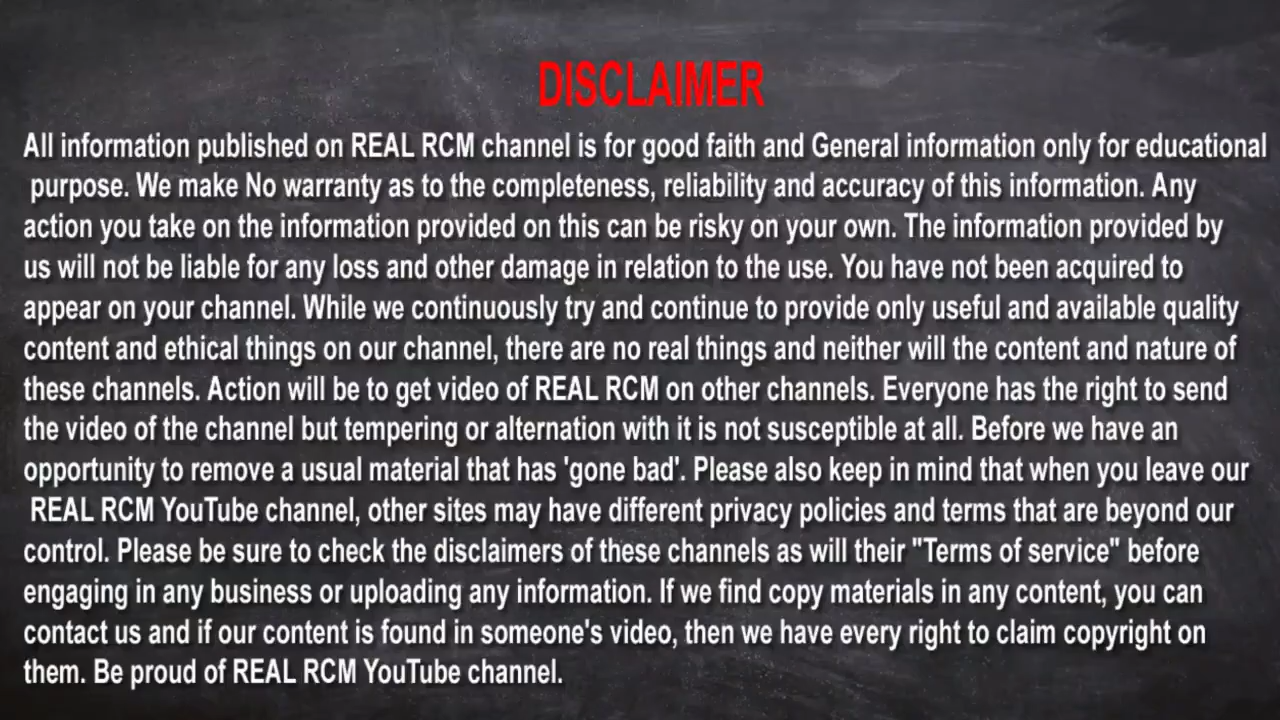 DISCLAIMER
All information published on REAL RCM channel is for good faith and General information only for educational
purpose. We make No warranty as to the completeness, reliability and accuracy of this information. Any
action you take on the information provided on this can be risky on your own. The information provided by
us will not be liable for any loss and other damage in relation to the use. You have not been acquired to
appear on your channel. While we continuously try and continue to provide only useful and available quality
content and ethical things on our channel, there are no real things and neither will the content and nature of
these channels. Action will be to get video of REAL RCM on other channels. Everyone has the right to send
the video of the channel but tempering or alternation with it is not susceptible at all. Before we have an
opportunity to remove a usual material that has 'gone bad'. Please also keep in mind that when you leave our
REAL RCM YouTube channel, other sites may have different privacy policies and terms that are beyond our
control. Please be sure to check the disclaimers of these channels as will their "Terms of service" before
engaging in any business or uploading any information. If we find copy materials in any content, you can
contact us and if our content is found in someone's video, then we have every right to claim copyright on
them. Be proud of REAL RCM YouTube channel.